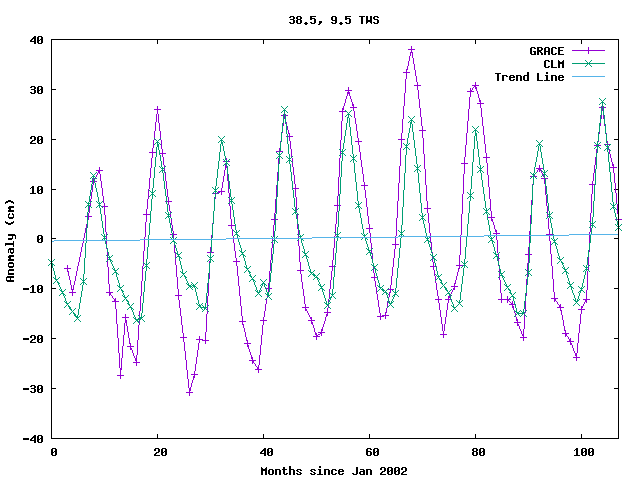 38.5, 9.5 TWS
GRACE
CLM
Trend Line
40
30
20
10
0
-10
-20
-30
-40
Anomaly (cm)
0 20 40 60 80 100
Months since Jan 2002